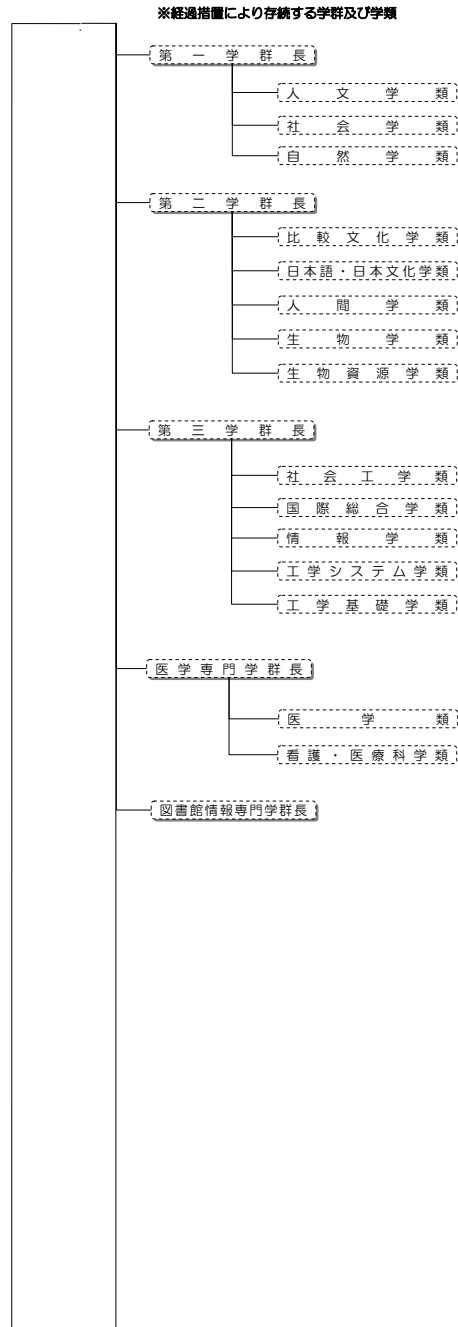 ※経過措置により存続する学群及び学類
第一学群長
人文学類
社会学類
自然学類
第二学群長
比較文化学類
日本語・日本文化学類
人間学類
生物学類
生物資源学類
第三学群長
社会工学類
国際総合学類
情報学類
工学システム学類
工学基礎学類
医学専門学群長
医学類
看護・医療科学類
図書館情報専門学群長